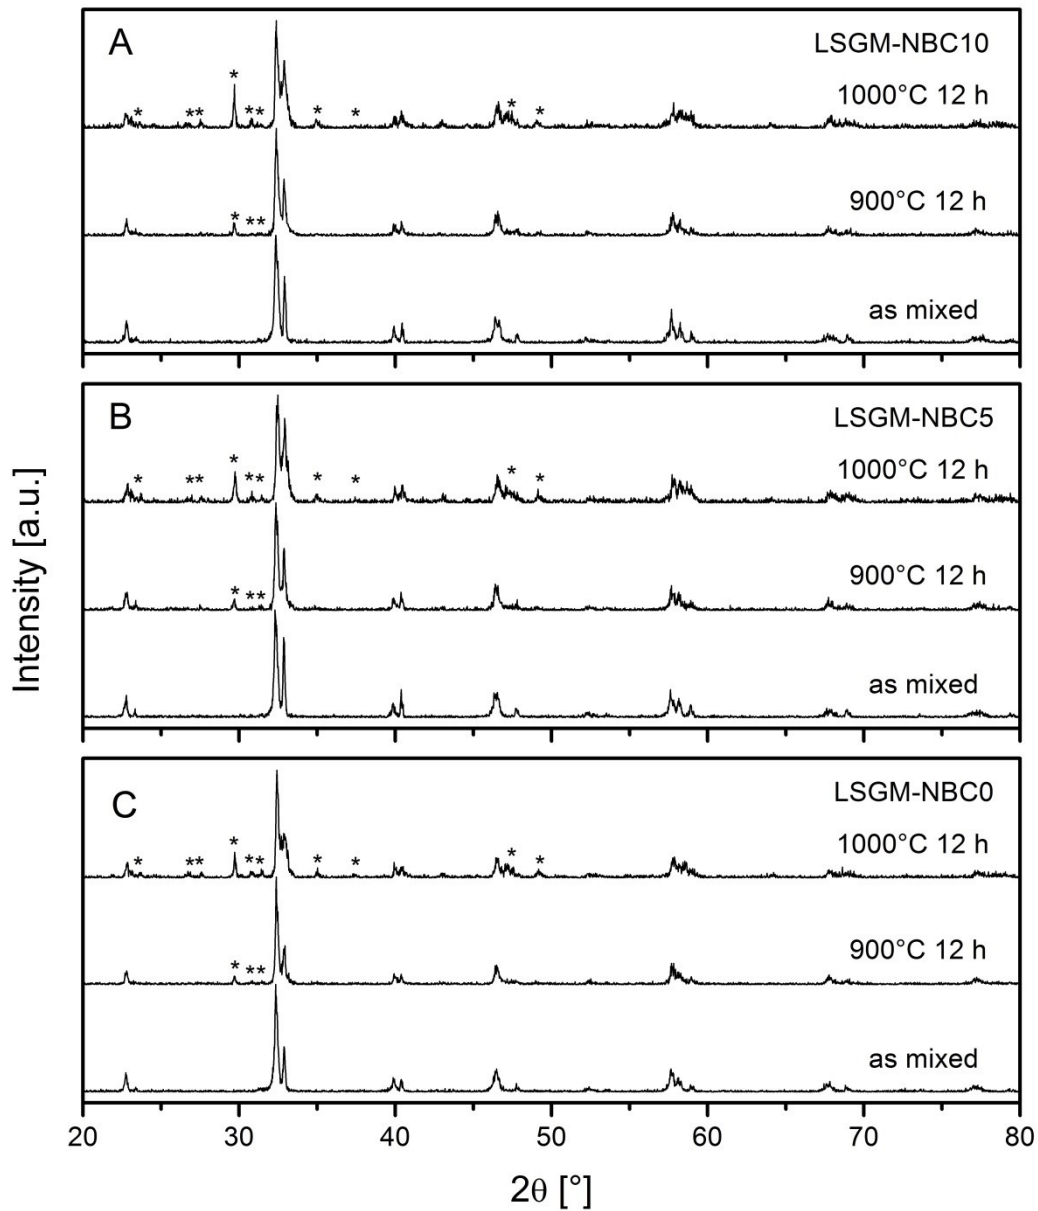 A
LSGM-NBC10
* * ** * ** * * * *
1000°C 12 h
* **
900°C 12 h
as mixed
B
LSGM-NBC5
* * ** * ** * * * *
1000°C 12 h
* **
900°C 12 h
as mixed
C
LSGM-NBC0
* * ** * ** * * * *
1000°C 12 h
* **
900°C 12 h
as mixed
Intensity [a.u.]
20 30 40 50 60 70 80
2θ [°]